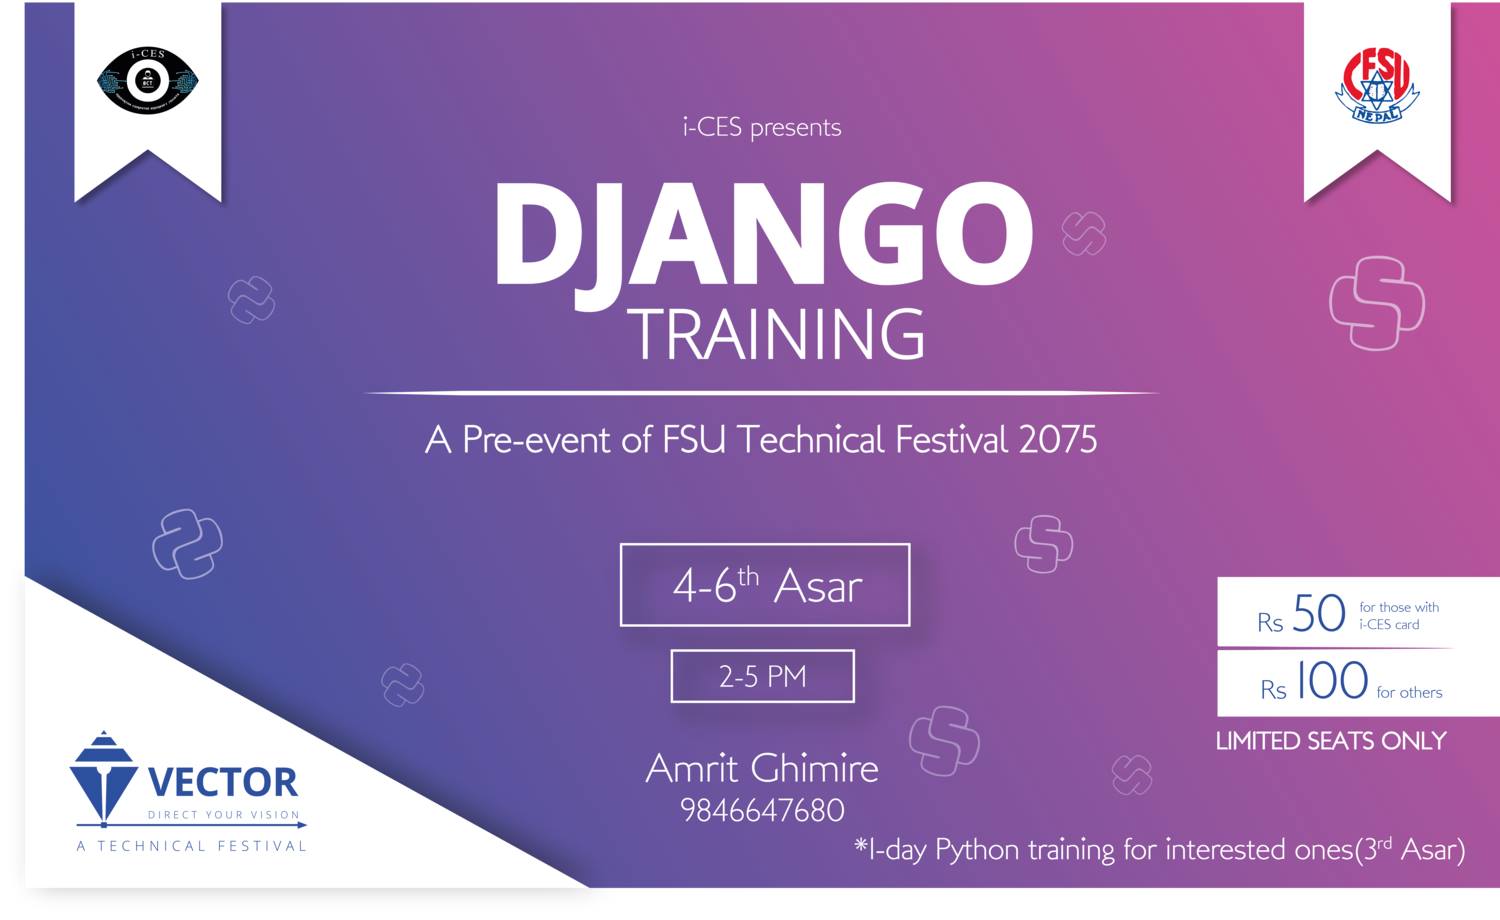 i-CES
BCT
FSU
NEPAL
i-CES presents
DJANGO
TRAINING
A Pre-event of FSU Technical Festival 2075
4-6th Asar
2-5 PM
Rs 50 for those with
i-CES card
Rs 100 for others
LIMITED SEATS ONLY
Amrit Ghimire
9846647680
VECTOR
DIRECT YOUR VISION
A TECHNICAL FESTIVAL
*1-day Python training for interested ones(3rd Asar)